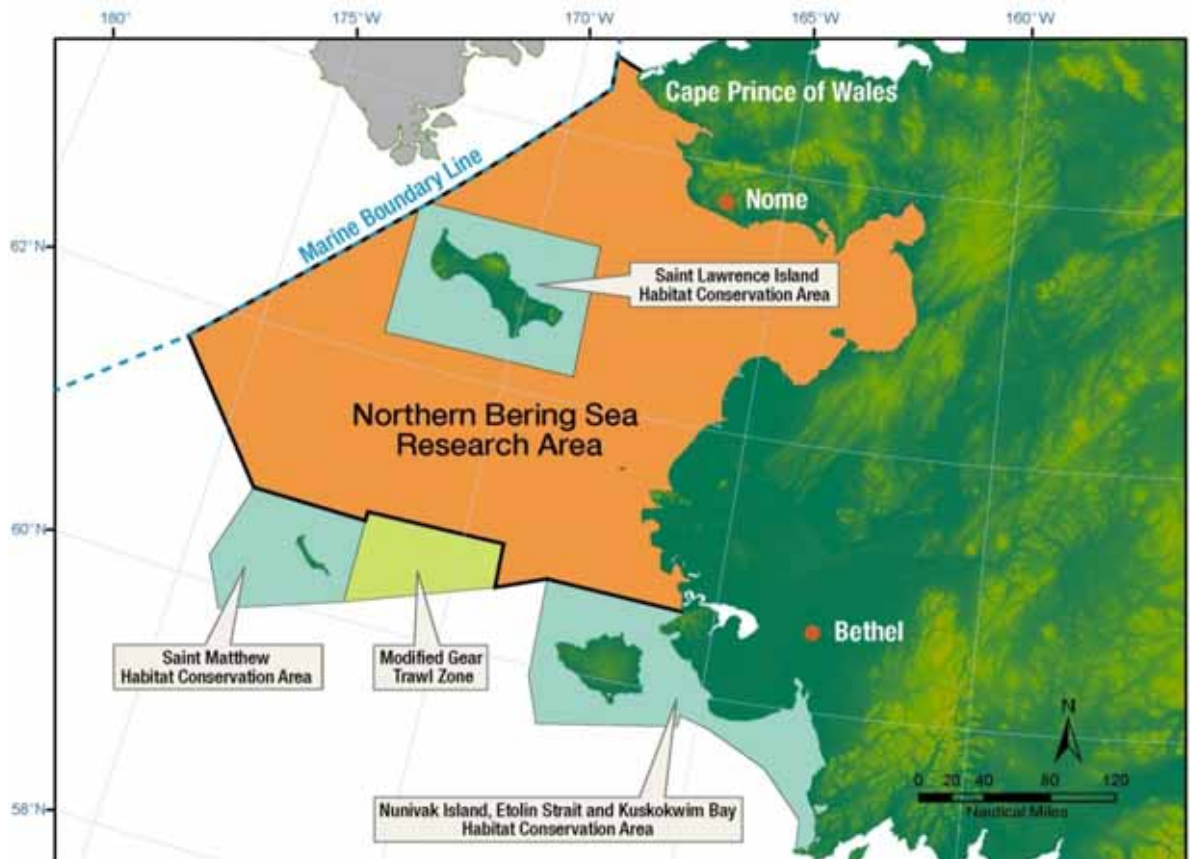 180°
175°W
170°W
165°W
160°W
Cape Prince of Wales
Marine Boundary Line
Nome
62°N
Saint Lawrence Island
Habitat Conservation Area
Northern Bering Sea
Research Area
60°N
Bethel
Saint Matthew
Habitat Conservation Area
Modified Gear
Trawl Zone
N
0 20 40 80 120
Nautical Miles
58°N
Nunivak Island, Etolin Strait and Kuskokwim Bay
Habitat Conservation Area